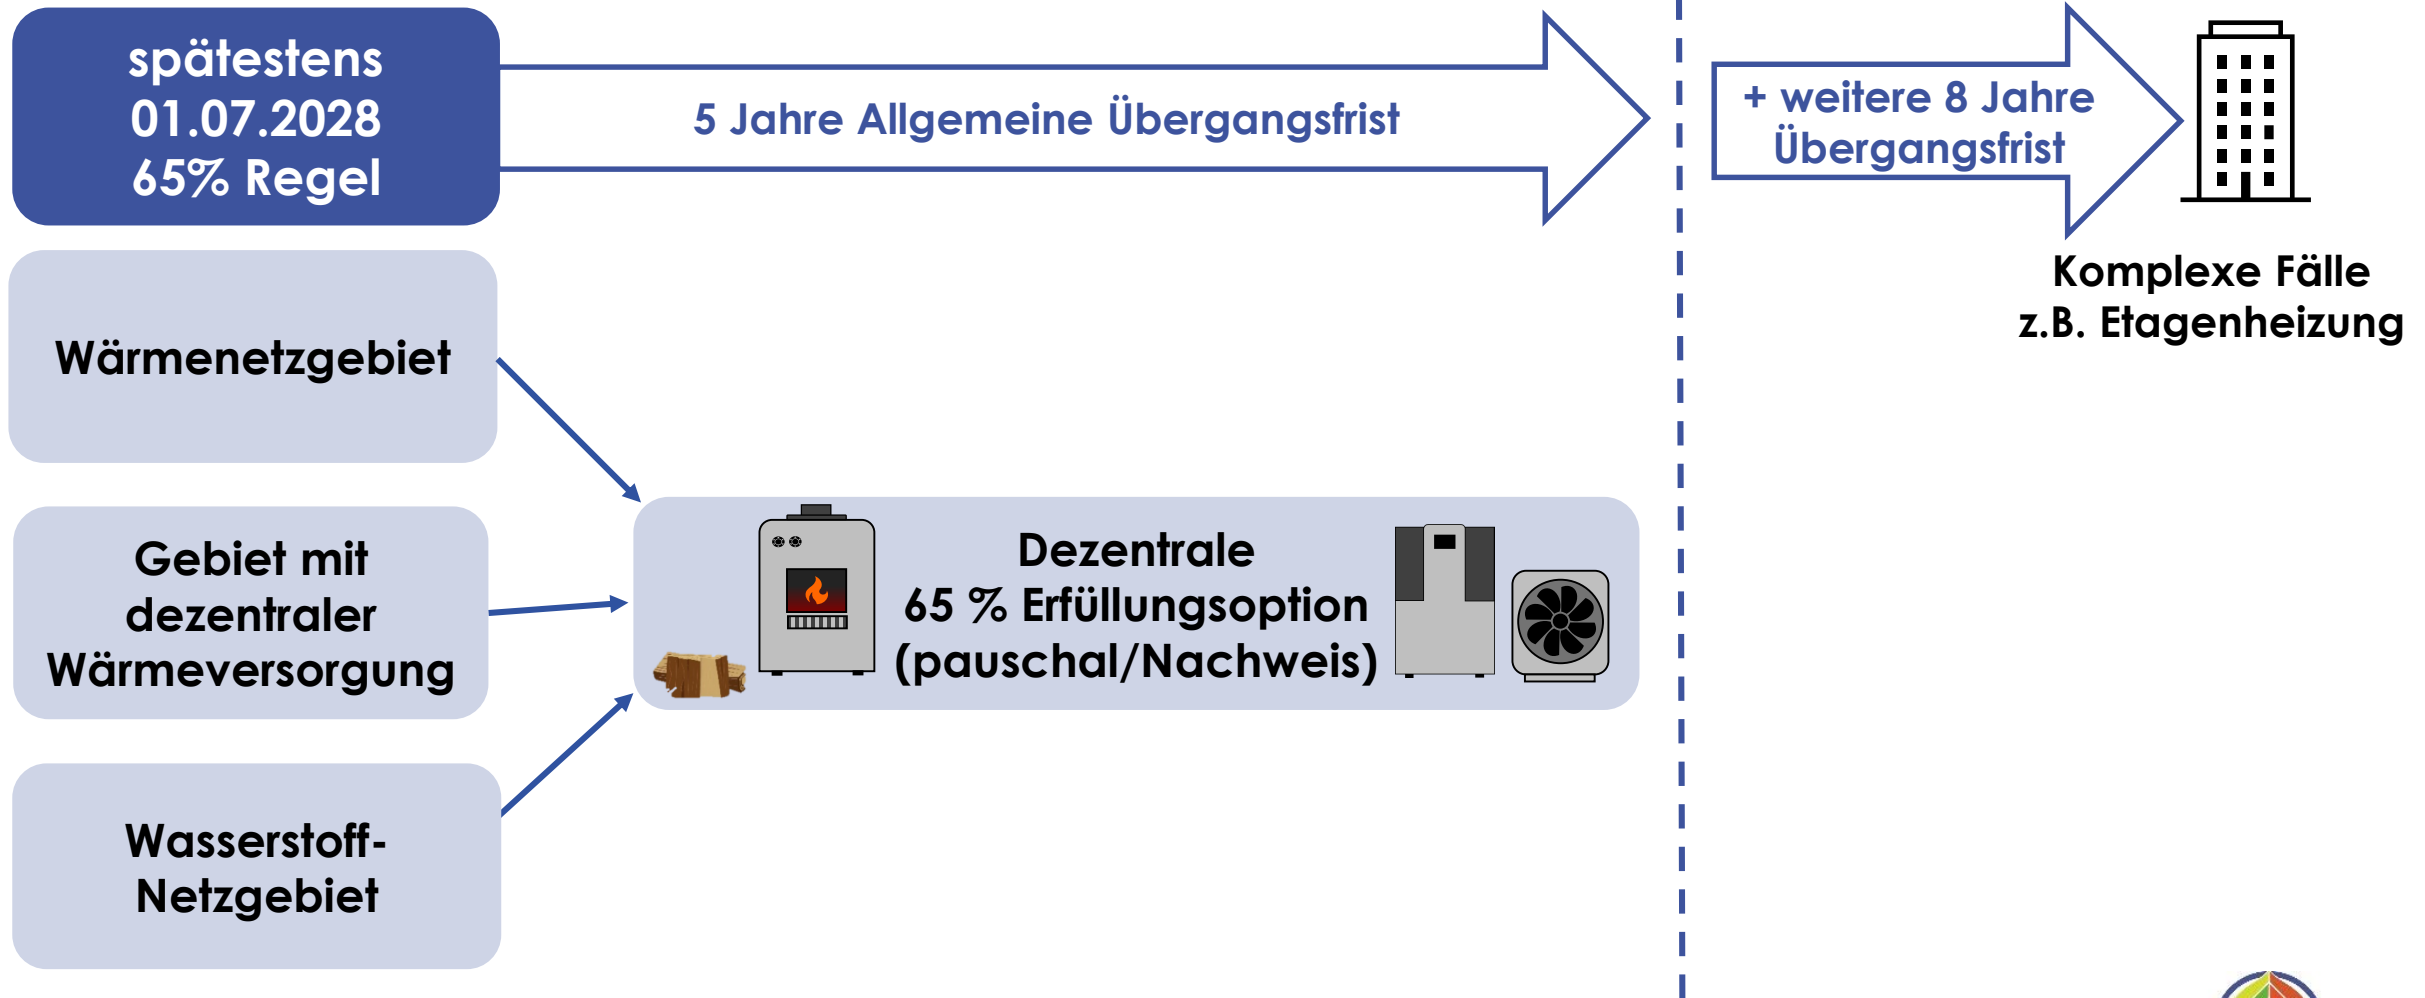 spätestens
01.07.2028
65% Regel
5 Jahre Allgemeine Übergangsfrist
+ weitere 8 Jahre
Übergangsfrist
Komplexe Fälle
z.B. Etagenheizung
Wärmenetzgebiet
Gebiet mit
dezentraler
Wärmeversorgung
Dezentrale
65 % Erfüllungsoption
(pauschal/Nachweis)
Wasserstoff-
Netzgebiet